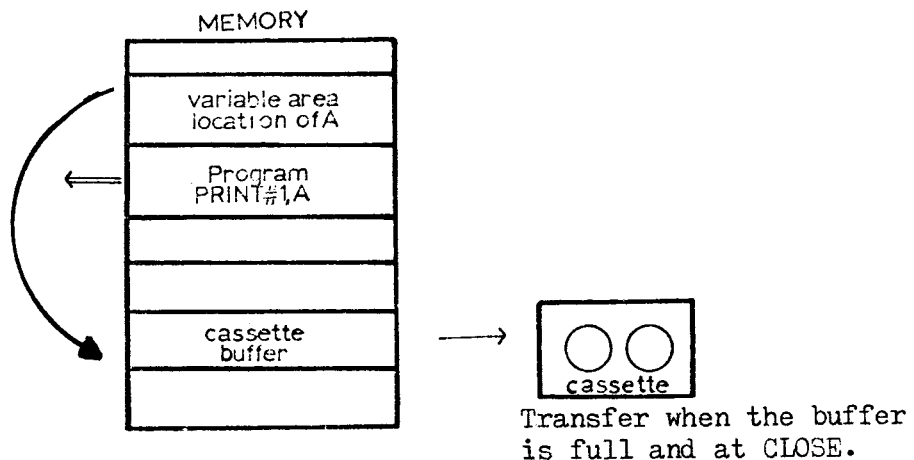 MEMORY
variable area
location of A
Program
PRINT#1,A
cassette
buffer
cassette
Transfer when the buffer
is full and at CLOSE.